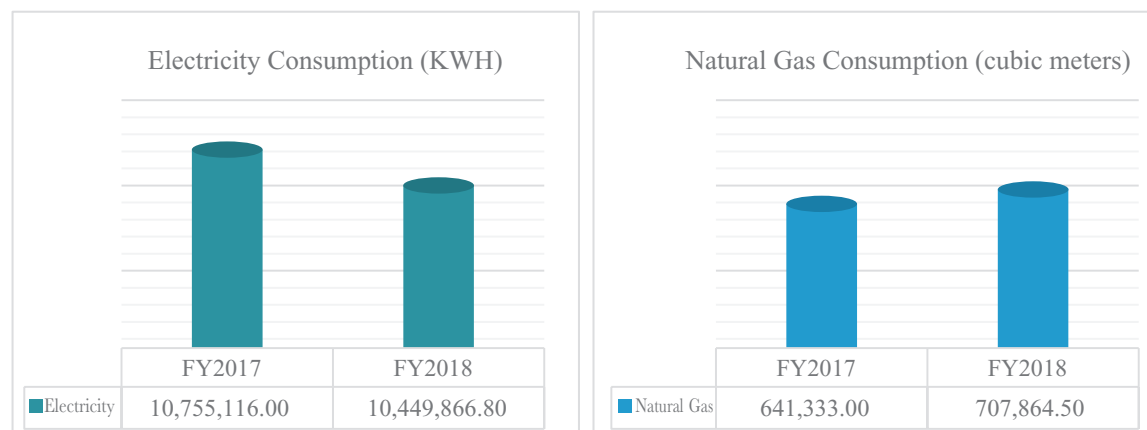 Electricity Consumption (KWH)
FY2017 FY2018
Electricity 10,755,116.00 10,449,866.80
Natural Gas Consumption (cubic meters)
FY2017 FY2018
Natural Gas 641,333.00 707,864.50